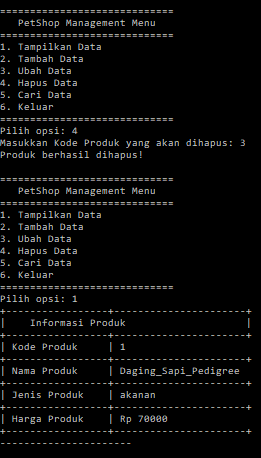 ==============================
PetShop Management Menu
==============================
1. Tampilkan Data
2. Tambah Data
3. Ubah Data
4. Hapus Data
5. Cari Data
6. Keluar
==============================
Pilih opsi: 4
Masukkan Kode Produk yang akan dihapus: 3
Produk berhasil dihapus!
==============================
PetShop Management Menu
==============================
1. Tampilkan Data
2. Tambah Data
3. Ubah Data
4. Hapus Data
5. Cari Data
6. Keluar
==============================
Pilih opsi: 1
+-----------------+-----------------------+
|    Informasi Produk                     |
+-----------------+-----------------------+
| Kode Produk     | 1
+-----------------+-----------------------+
| Nama Produk     | Daging_Sapi_Pedigree
+-----------------+-----------------------+
| Jenis Produk    | akanan
+-----------------+-----------------------+
| Harga Produk    | Rp 70000
+-----------------+-----------------------+
----------------------